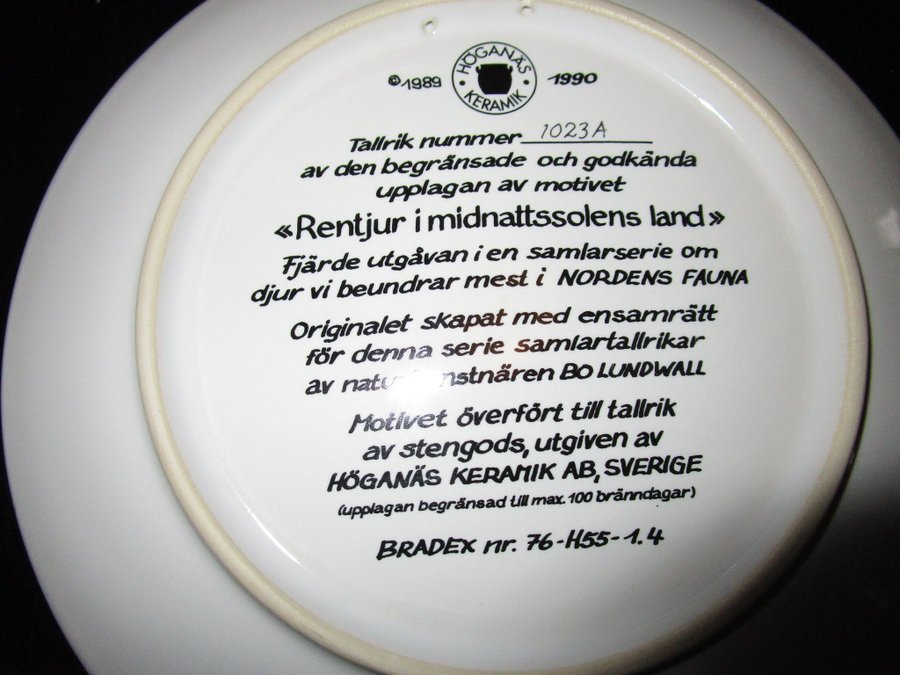 ©1989 HÖGANÄS KERAMIK 1990
Tallrik nummer 1023A
av den begränsade och godkända
upplagan av motivet
«Rentjur i midnattssolens land»
Fjärde utgåvan i en samlarserie om
djur vi beundrar mest i NORDENS FAUNA
Originalet skapat med ensamrätt
för denna serie samlartallrikar
av BO LUNDWALL
Motivet överfört till tallrik
av stengods, utgiven av
HÖGANÄS KERAMIK AB, SVERIGE
(upplagan begränsad till max. 100 bränndagar)
BRADEX nr. 76-H55-1.4